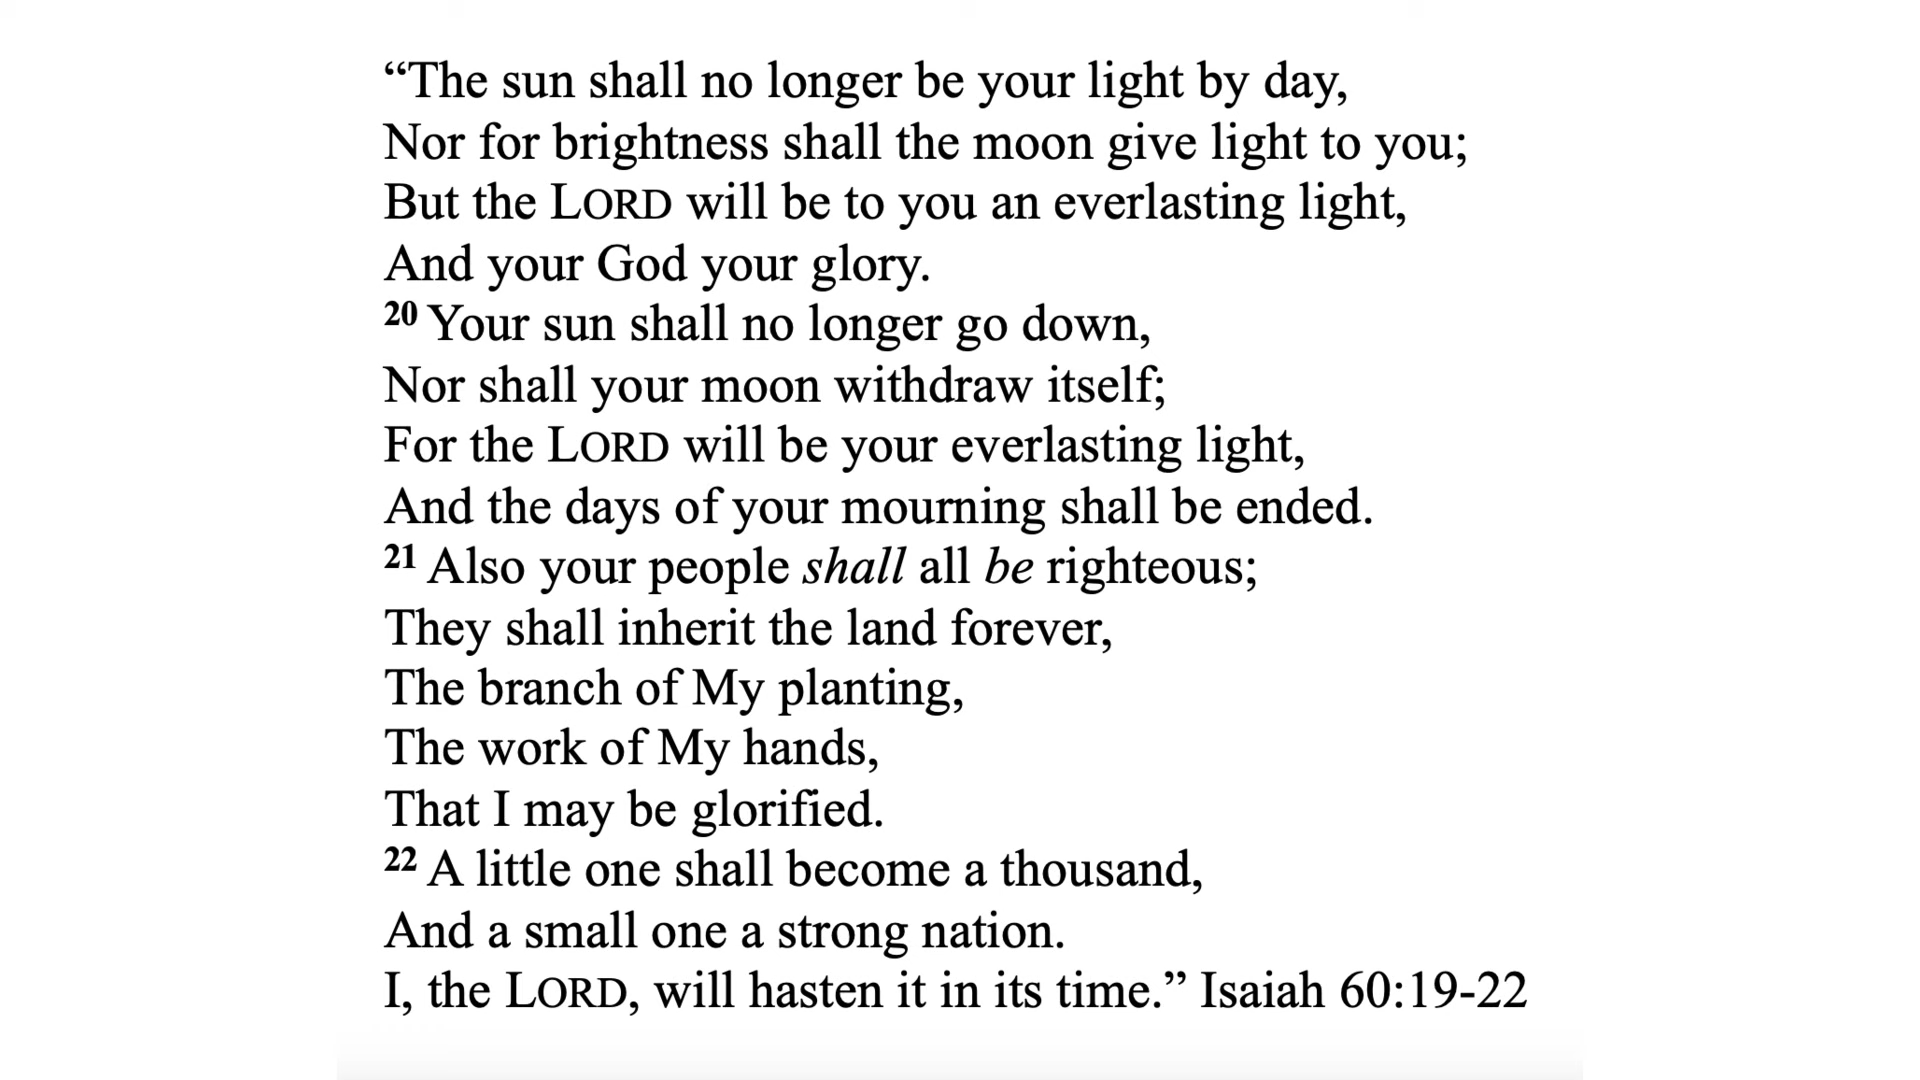 “The sun shall no longer be your light by day,
Nor for brightness shall the moon give light to you;
But the LORD will be to you an everlasting light,
And your God your glory.
20 Your sun shall no longer go down,
Nor shall your moon withdraw itself;
For the LORD will be your everlasting light,
And the days of your mourning shall be ended.
21 Also your people shall all be righteous;
They shall inherit the land forever,
The branch of My planting,
The work of My hands,
That I may be glorified.
22 A little one shall become a thousand,
And a small one a strong nation.
I, the LORD, will hasten it in its time.” Isaiah 60:19-22